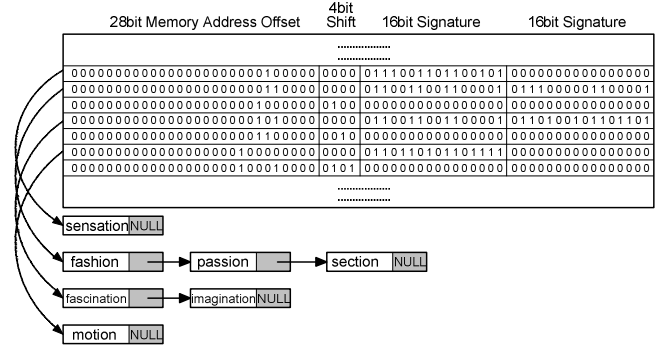 28bit Memory Address Offset 4bit Shift 16bit Signature 16bit Signature
..................
..................
0000000000000000000000100000 0000 0111001101100101 0000000000000000
0000000000000000000000110000 0000 0110011001100001 0111000001100001
0000000000000000000001000000 0100 0000000000000000 0000000000000000
0000000000000000000001010000 0000 0110011001100001 0110100101101101
0000000000000000000001100000 0010 0000000000000000 0000000000000000
0000000000000000000100000000 0000 0110110101101111 0000000000000000
0000000000000000000100010000 0101 0000000000000000 0000000000000000
..................
..................
sensation NULL
fashion passion section NULL
fascination imagination NULL
motion NULL